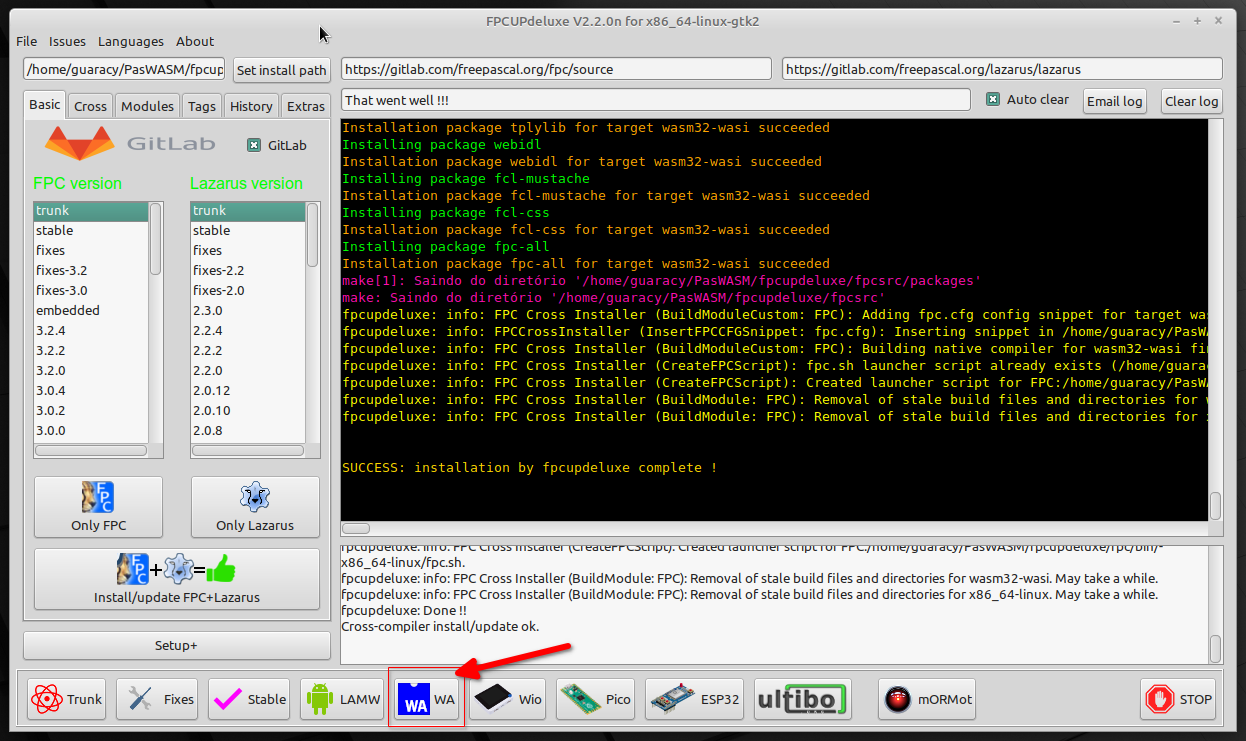 FPCUPdeluxe V2.2.0n for x86_64-linux-gtk2
File Issues Languages About
/home/guaracy/PasWASM/fpcup
Set install path
https://gitlab.com/freepascal.org/fpc/source
https://gitlab.com/freepascal.org/lazarus/lazarus
Basic Cross Modules Tags History Extras
That went well !!!
Auto clear
Email log
Clear log
GitLab
GitLab
FPC version
trunk
stable
fixes
fixes-3.2
fixes-3.0
embedded
3.2.4
3.2.2
3.2.0
3.0.4
3.0.2
3.0.0
Lazarus version
trunk
stable
fixes
fixes-2.2
fixes-2.0
2.3.0
2.2.4
2.2.2
2.2.0
2.0.12
2.0.10
2.0.8
FPC
Only FPC
Only Lazarus
FPC + =
Install/update FPC+Lazarus
Setup+
Installation package tplylib for target wasm32-wasi succeeded
Installing package webidl
Installation package webidl for target wasm32-wasi succeeded
Installing package fcl-mustache
Installation package fcl-mustache for target wasm32-wasi succeeded
Installing package fcl-css
Installation package fcl-css for target wasm32-wasi succeeded
Installing package fpc-all
Installation package fpc-all for target wasm32-wasi succeeded
make[1]: Saindo do diretório '/home/guaracy/PasWASM/fpcupdeluxe/fpcsrc/packages'
make: Saindo do diretório '/home/guaracy/PasWASM/fpcupdeluxe/fpcsrc'
fpcupdeluxe: info: FPC Cross Installer (BuildModuleCustom: FPC): Adding fpc.cfg config snippet for target was
fpcupdeluxe: info: FPCCrossInstaller (InsertFPCCFGSnippet: fpc.cfg): Inserting snippet in /home/guaracy/PasWA
fpcupdeluxe: info: FPC Cross Installer (BuildModuleCustom: FPC): Building native compiler for wasm32-wasi fin
fpcupdeluxe: info: FPC Cross Installer (CreateFPCScript): fpc.sh launcher script already exists (/home/guarac
fpcupdeluxe: info: FPC Cross Installer (CreateFPCScript): Created launcher script for FPC:/home/guaracy/PasWA
fpcupdeluxe: info: FPC Cross Installer (BuildModule: FPC): Removal of stale build files and directories for w
fpcupdeluxe: info: FPC Cross Installer (BuildModule: FPC): Removal of stale build files and directories for x
SUCCESS: installation by fpcupdeluxe complete !
fpcupdeluxe: info: FPC Cross Installer (CreateFPCScript): Created launcher script for FPC:/home/guaracy/PasWASM/fpcupdeluxe/fpc/bin/-
x86_64-linux/fpc.sh.
fpcupdeluxe: info: FPC Cross Installer (BuildModule: FPC): Removal of stale build files and directories for wasm32-wasi. May take a while.
fpcupdeluxe: info: FPC Cross Installer (BuildModule: FPC): Removal of stale build files and directories for x86_64-linux. May take a while.
fpcupdeluxe: Done !!
Cross-compiler install/update ok.
Trunk
Fixes
Stable
LAMW
WA WA
Wio
Pico
ESP32
ultibo
mORMot
STOP